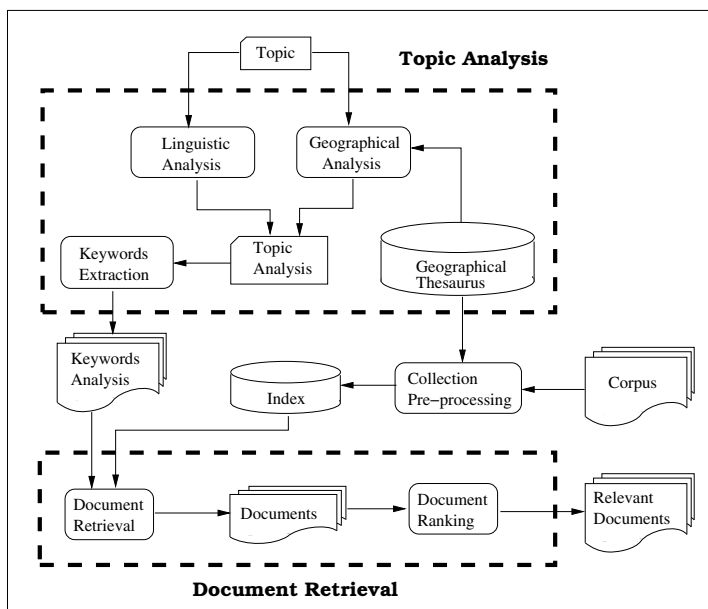 Topic
Topic Analysis
Linguistic
Analysis
Geographical
Analysis
Keywords
Extraction
Topic
Analysis
Geographical
Thesaurus
Keywords
Analysis
Index
Collection
Pre−processing
Corpus
Document
Retrieval
Documents
Document
Ranking
Relevant
Documents
Document Retrieval